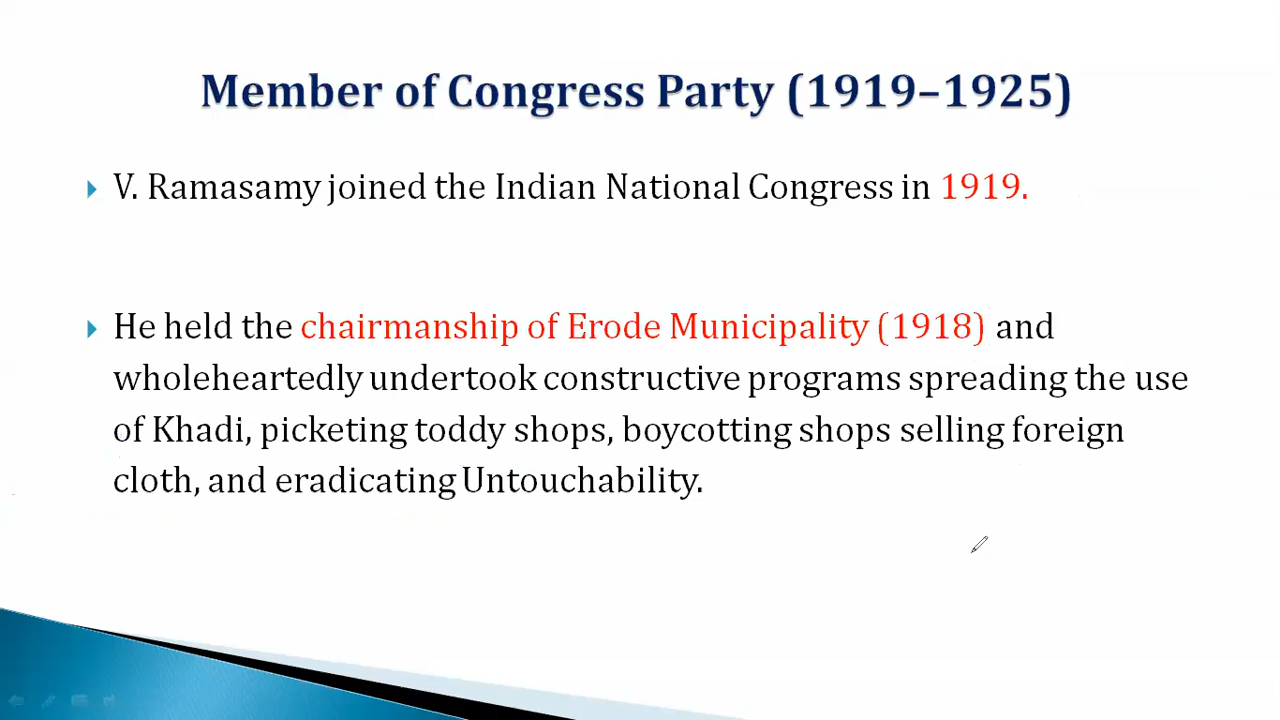 Member of Congress Party (1919–1925)
V. Ramasamy joined the Indian National Congress in 1919.
He held the chairmanship of Erode Municipality (1918) and
wholeheartedly undertook constructive programs spreading the use
of Khadi, picketing toddy shops, boycotting shops selling foreign
cloth, and eradicating Untouchability.